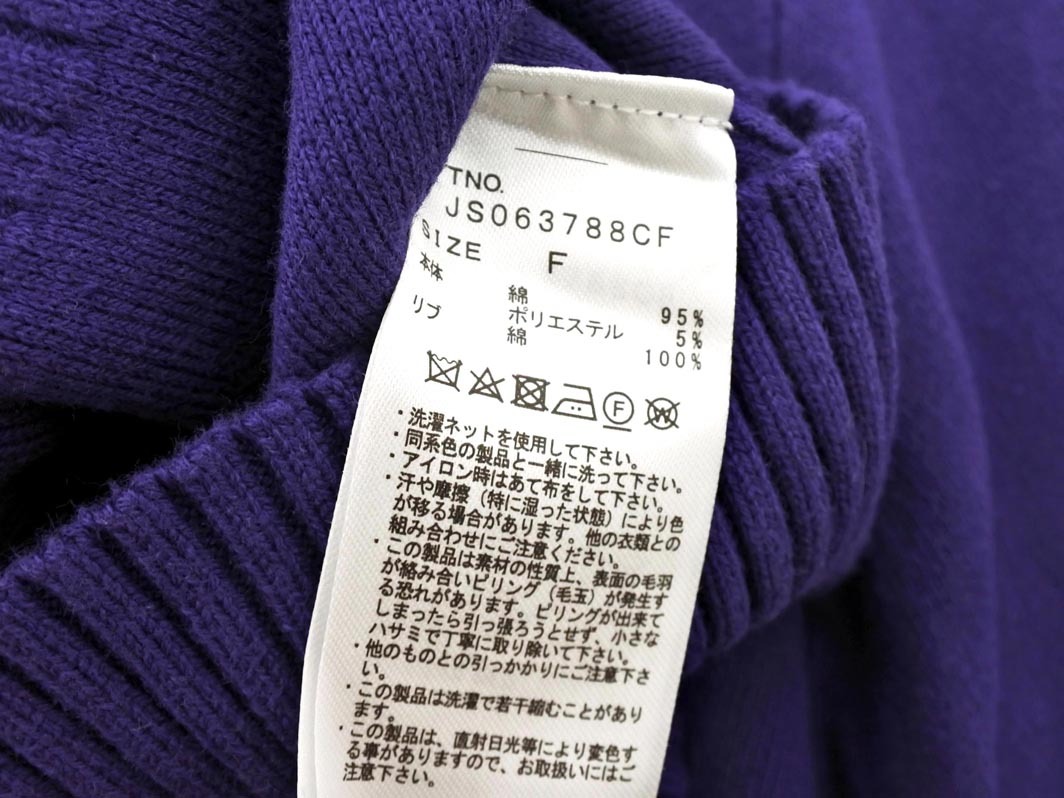 TNO.
JS063788CF
SIZE F
本体 綿 95%
ポリエステル 5%
リブ 綿 100%
F W
・洗濯ネットを使用して下さい。
・同系色の製品と一緒に洗って下さい。
・アイロン時はあて布をして下さい。
・汗や摩擦(特に湿った状態)により色
が移る場合があります。他の衣類との
組み合わせにご注意ください。
・この製品は素材の性質上、表面の毛羽
が絡み合いピリング(毛玉)が発生す
る恐れがあります。ピリングが出来て
しまったら引っ張ろうとせず、小さな
ハサミで丁寧に取り除いて下さい。
・他のものとの引っかかりにご注意下さ
い。
・この製品は洗濯で若干縮むことがあり
ます。
・この製品は、直射日光等により変色す
る事がありますので、お取扱いにはご
注意下さい。